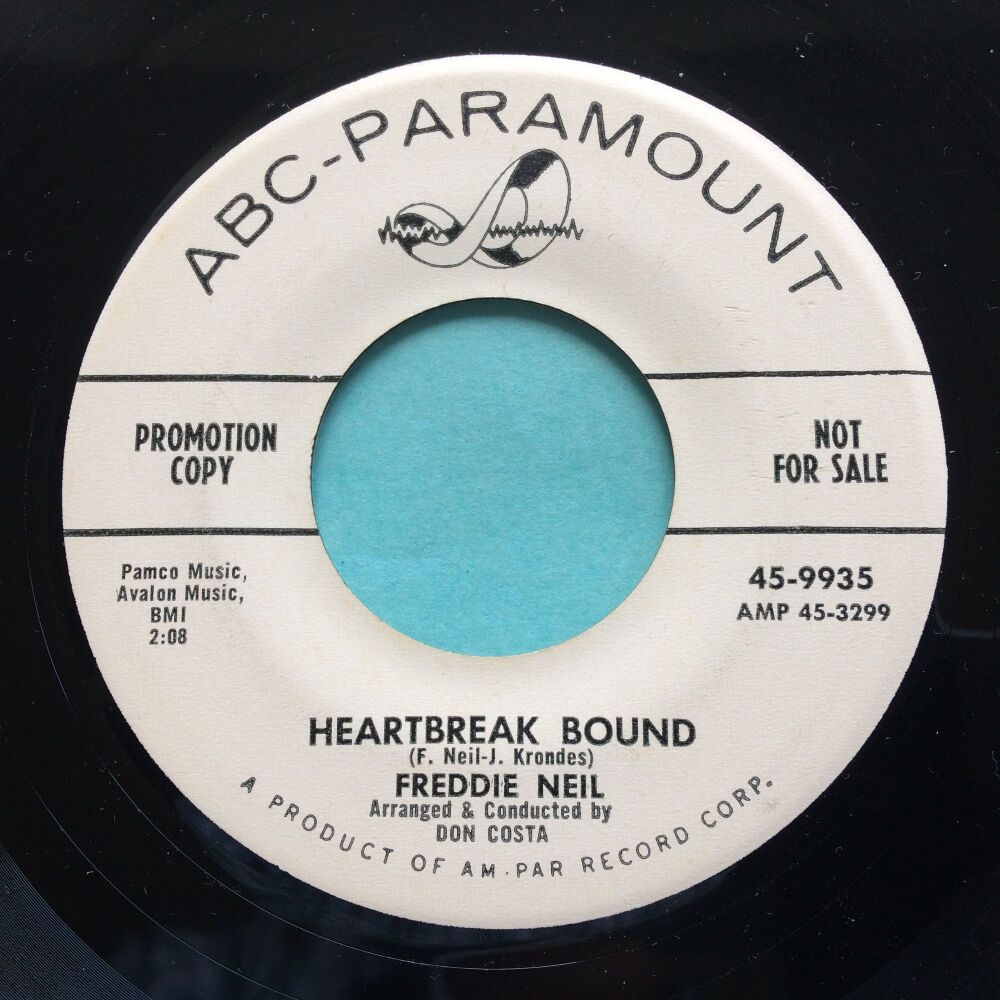 ABC-PARAMOUNT
PROMOTION
COPY
NOT
FOR SALE
Pamco Music,
Avalon Music,
BMI
2:08
45-9935
AMP 45-3299
HEARTBREAK BOUND
(F. Neil-J. Krondes)
FREDDIE NEIL
Arranged & Conducted by
DON COSTA
A PRODUCT OF AM-PAR RECORD CORP.